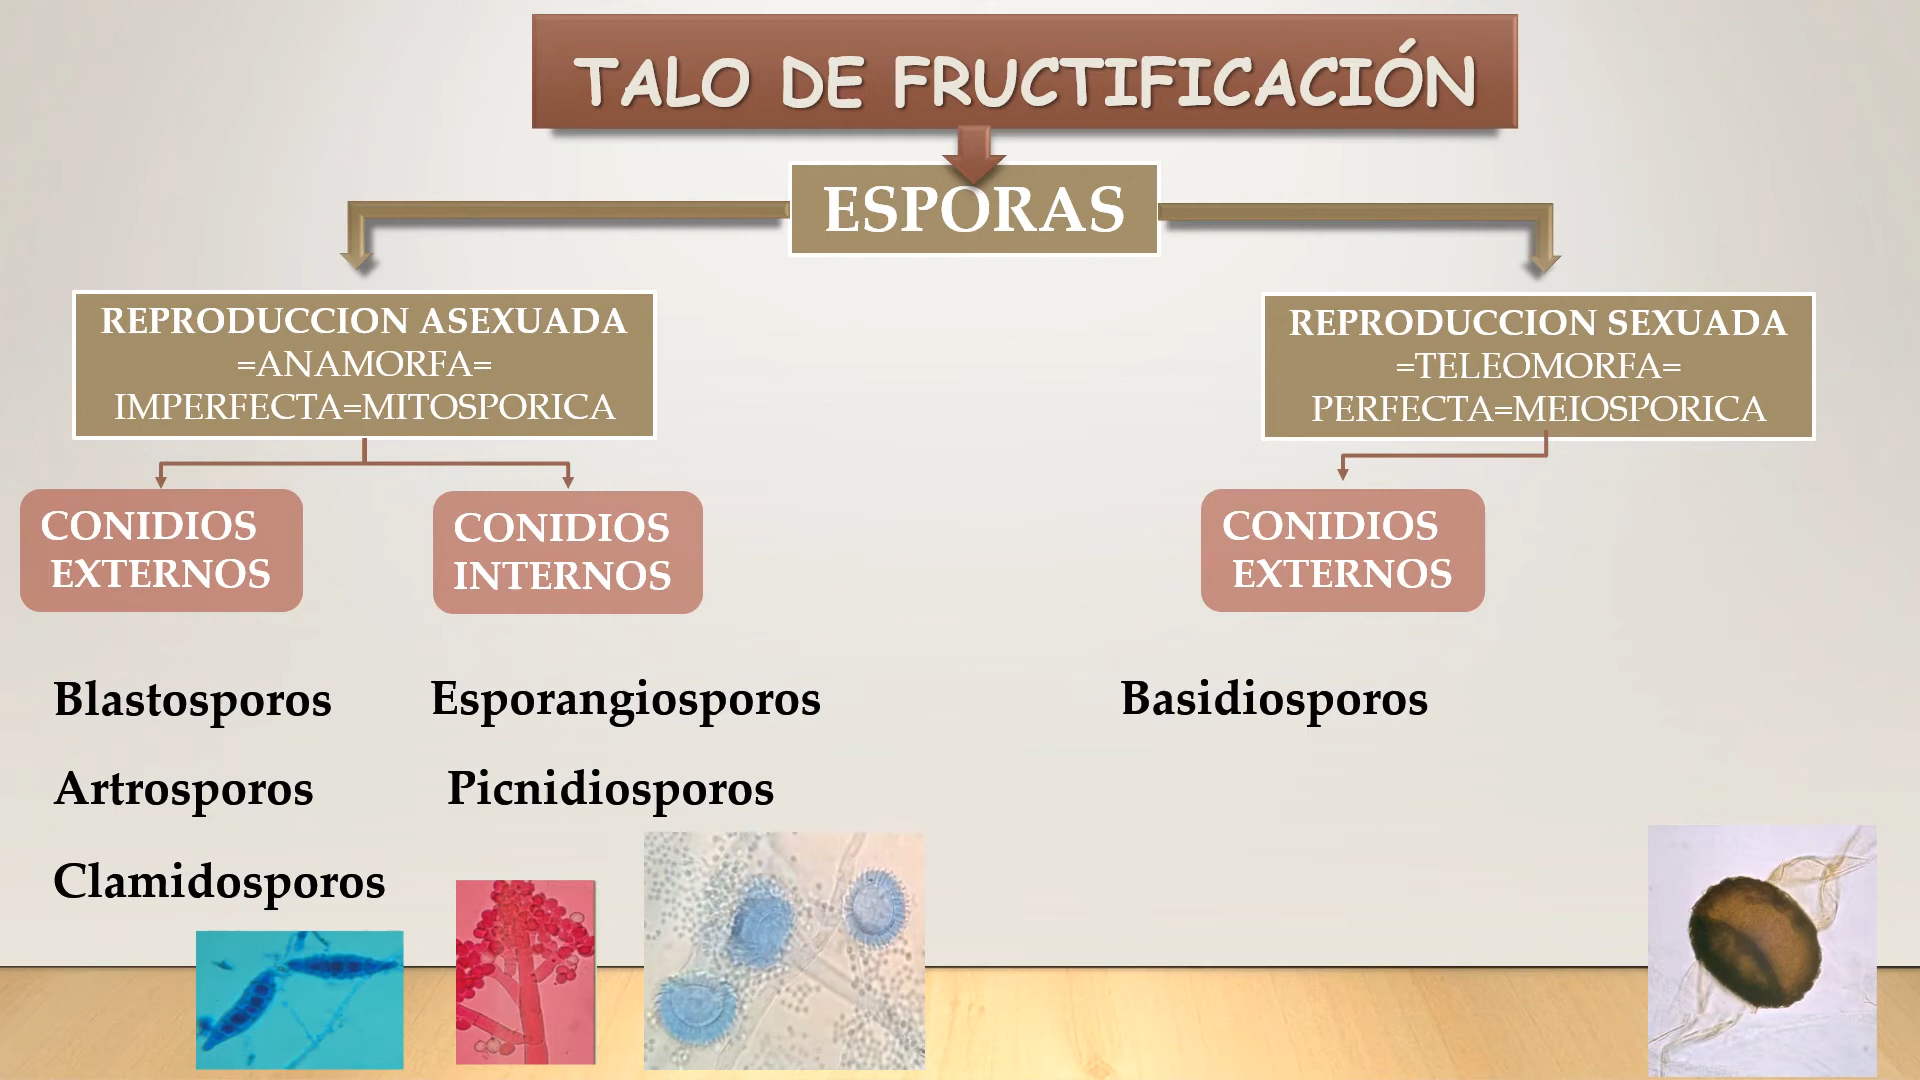 TALO DE FRUCTIFICACIÓN
ESPORAS
REPRODUCCION ASEXUADA
=ANAMORFA=
IMPERFECTA=MITOSPORICA
REPRODUCCION SEXUADA
=TELEOMORFA=
PERFECTA=MEIOSPORICA
CONIDIOS
EXTERNOS
CONIDIOS
INTERNOS
CONIDIOS
EXTERNOS
Blastosporos
Artrosporos
Clamidosporos
Esporangiosporos
Picnidiosporos
Basidiosporos